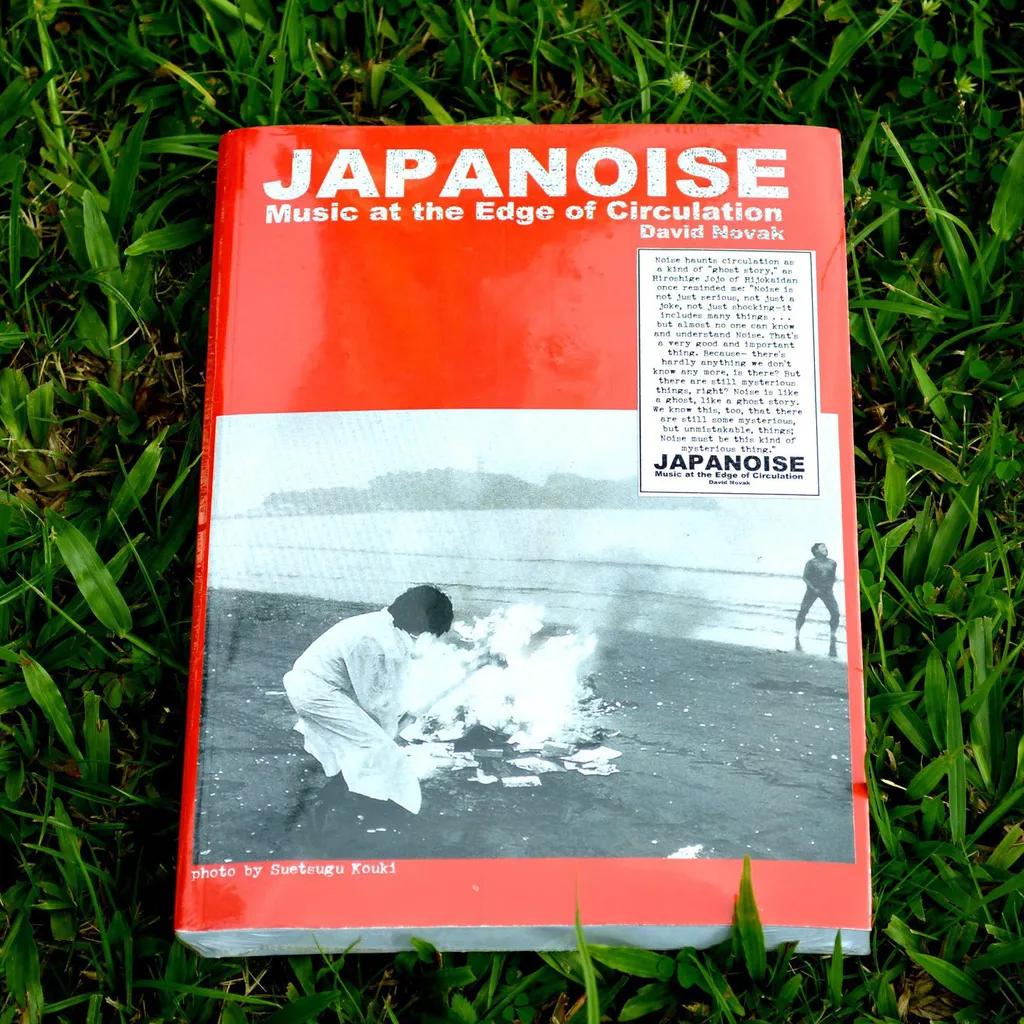 JAPANOISE
Music at the Edge of Circulation
David Novak
Noise haunts circulation as
a kind of "ghost story," as
Hiroshige Jojo of Hijokaidan
once reminded me: "Noise is
not just serious, not just a
joke, not just shocking—it
includes many things . . .
but almost no one can know
and understand Noise. That's
a very good and important
thing. Because— there's
hardly anything we don't
know any more, is there? But
there are still mysterious
things, right? Noise is like
a ghost, like a ghost story.
We know this, too, that there
are still some mysterious,
but unmistakable, things;
Noise must be this kind of
mysterious thing."
JAPANOISE
Music at the Edge of Circulation
David Novak
photo by Suetsugu Kouki